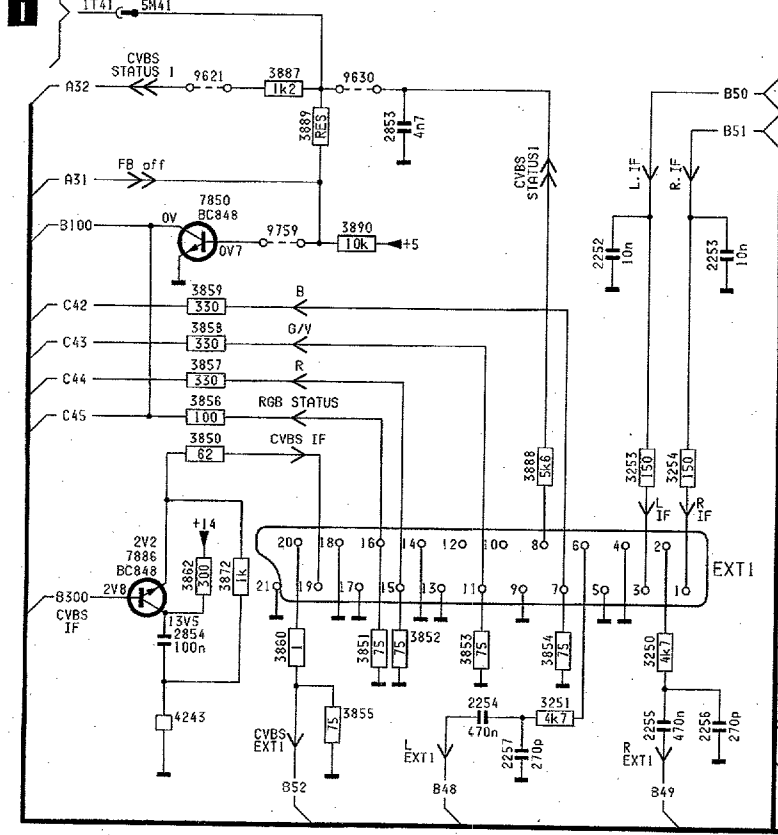 1
1T41
5M41
CVBS
STATUS 1
A32
9621
3887
1k2
9630
3889
RES
2853
4n7
B50
B51
CVBS
STATUS1
L.IF
R.IF
A31
FB off
7850
BC848
0V
B100
0V7
9759
3890
10k
+5
2252
10n
2253
10n
C42
3859
330
B
C43
3858
330
G/V
C44
3857
330
R
C45
3856
100
RGB STATUS
3850
62
CVBS IF
3888
5k6
3253
150
3254
150
L
IF
R
IF
+14
2V2
7886
BC848
2V8
B300
CVBS
IF
3862
300
3872
1k
13V5
2854
100n
4243
20
18
16
14
12
10
8
6
4
2
EXT1
21
19
17
15
13
11
9
7
5
3
1
3860
1
3851
75
75
3852
3853
75
3854
75
3250
4k7
3855
75
CVBS
EXT1
B52
2254
470n
3251
4k7
2257
270p
L
EXT1
B48
2255
470n
2256
270p
R
EXT1
B49